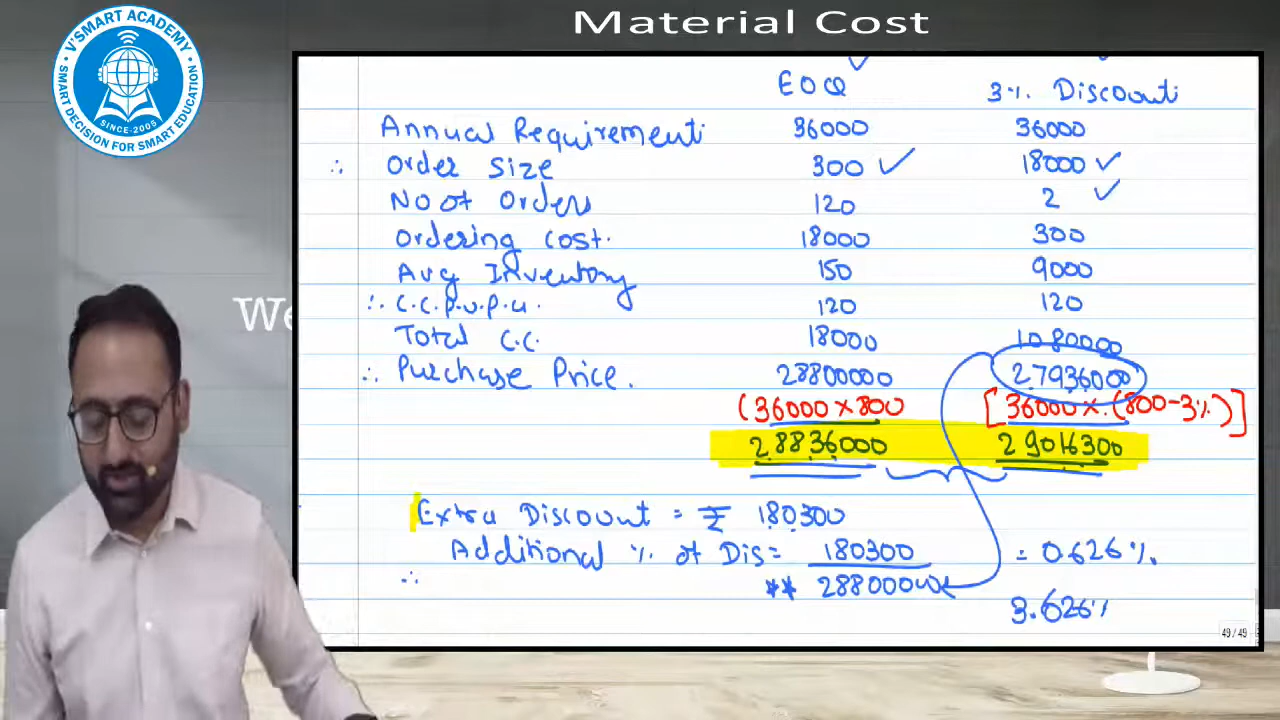 Material Cost
V'SMART ACADEMY
SINCE-2008
SMART DECISION FOR SMART EDUCATION
We
EOQ 3%. Discount
Annual Requirement 36000 36000
∴ Order Size 300 ✓ 18000 ✓
No of Orders 120 2 ✓
Ordering Cost. 18000 300
Avg Inventory 150 9000
∴ C.C.p.u.p.a. 120 120
Total C.C. 18000 1080000
∴ Purchase Price. 28800000 27936000
(36000 × 800 [36000 × (800-3%)]
28836000 29016300
Extra Discount = ₹ 180300
Additional % of Dis = 180300 = 0.626%.
∴ ** 28800000
3.626%
49/49